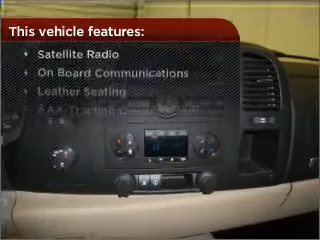 This vehicle features:
• Satellite Radio
• On Board Communications
• Leather Seating